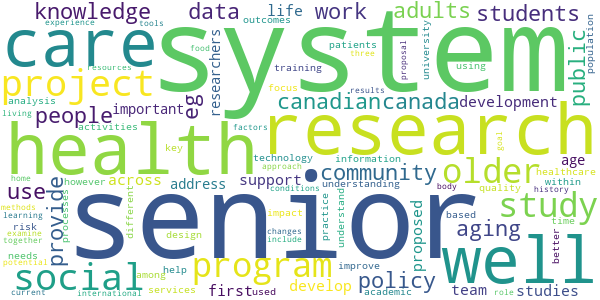 knowledge
data
life
work
adults
students
experience
tools
outcomes
care
system
food
patients
three
proposal
university
using
public
population
resources
project
researchers
training
focus
results
analysis
living
people
important
eg
canadian
canada
development
activities
factors
health
research
goal
key
technology
information
home
approach
community
older
age
healthcare
however
across
address
support
conditions
understanding
body
quality
history
within
use
provide
processes
different
senior
practice
understand
proposed
based
study
time
methods
learning
risk
examine
together
aging
better
needs
potential
social
design
impact
changes
include
improve
well
program
among
help
services
develop
policy
team
role
studies
current
international
first
used
academic